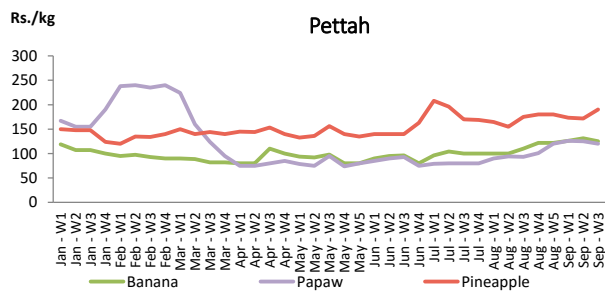 Rs./kg
Pettah
300
250
200
150
100
50
0
Jan - W1
Jan - W2
Jan - W3
Jan - W4
Feb - W1
Feb - W2
Feb - W3
Feb - W4
Mar - W1
Mar - W2
Mar - W3
Mar - W4
Apr - W1
Apr - W2
Apr - W3
Apr - W4
May - W1
May - W2
May - W3
May - W4
May - W5
Jun - W1
Jun - W2
Jun - W3
Jun - W4
Jul - W1
Jul - W2
Jul - W3
Jul - W4
Aug - W1
Aug - W2
Aug - W3
Aug - W4
Aug - W5
Sep - W1
Sep - W2
Sep - W3
Banana Papaw Pineapple